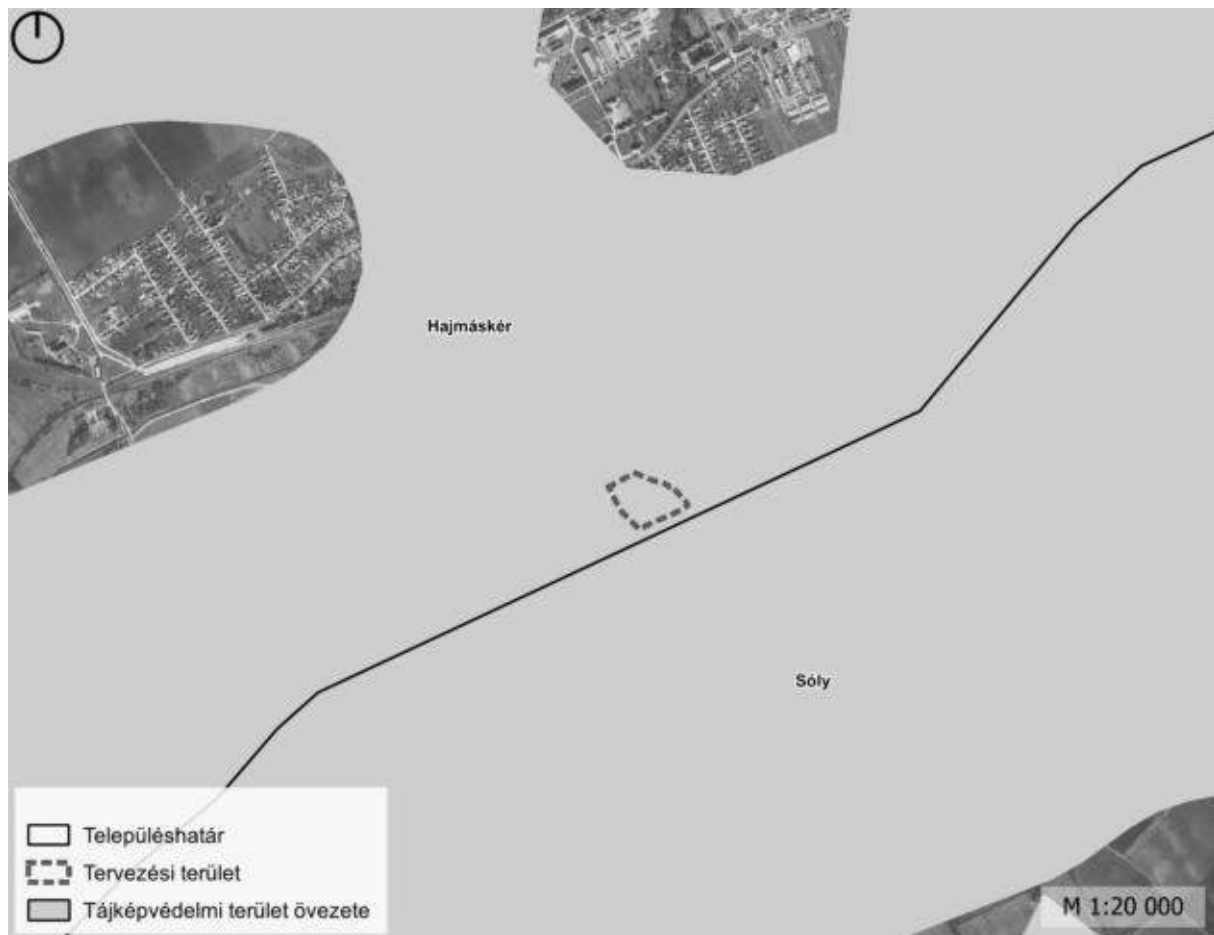 Hajmáskér
Sóly
Településhatár
Tervezési terület
Tájképvédelmi terület övezete
M 1:20 000